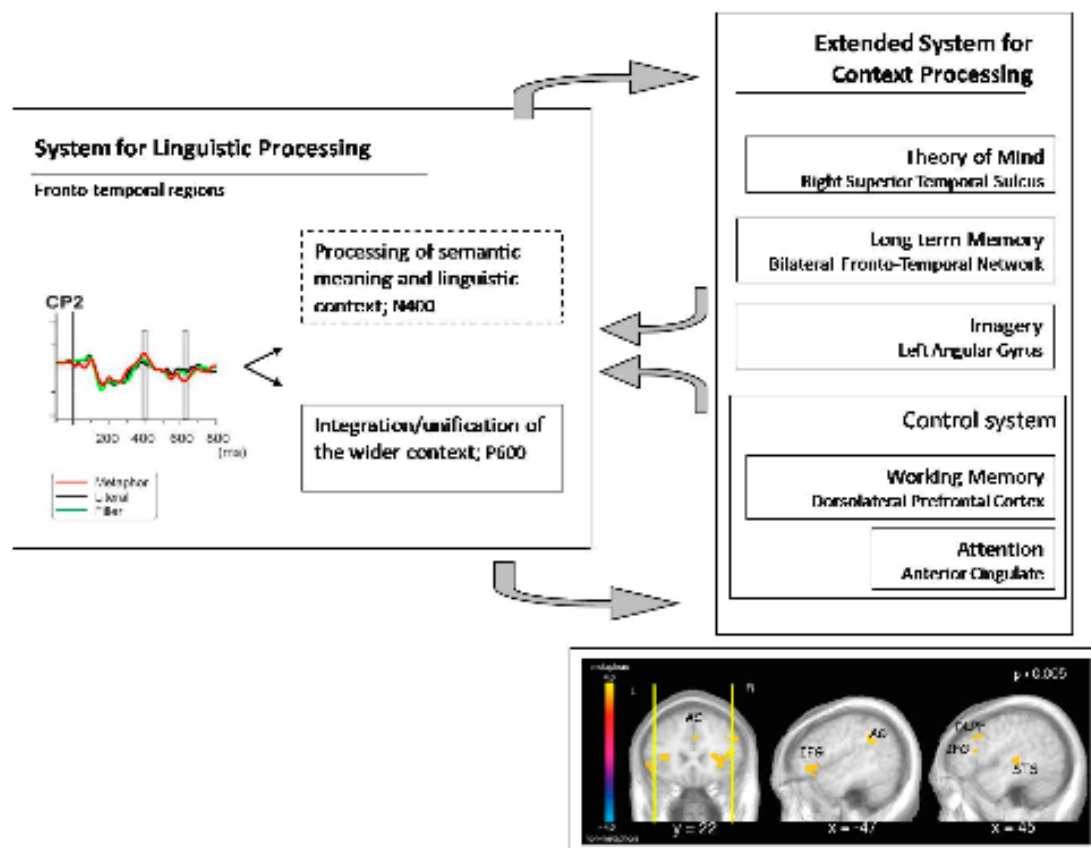 System for Linguistic Processing
Fronto temporal regions
Processing of semantic
meaning and linguistic
context; N400
CP2
200 400 600 800
(ms)
Metaphor
Literal
Filler
Integration/unification of
the wider context; P600
Extended System for
Context Processing
Theory of Mind
Right Superior Temporal Sulcus
Long term Memory
Bilateral Fronto-Temporal Network
Imagery
Left Angular Gyrus
Control system
Working Memory
Dorsolateral Prefrontal Cortex
Attention
Anterior Cingulate
L
R
AC
y = 22
IFG
AG
x = -47
IFG
STS
x = 45